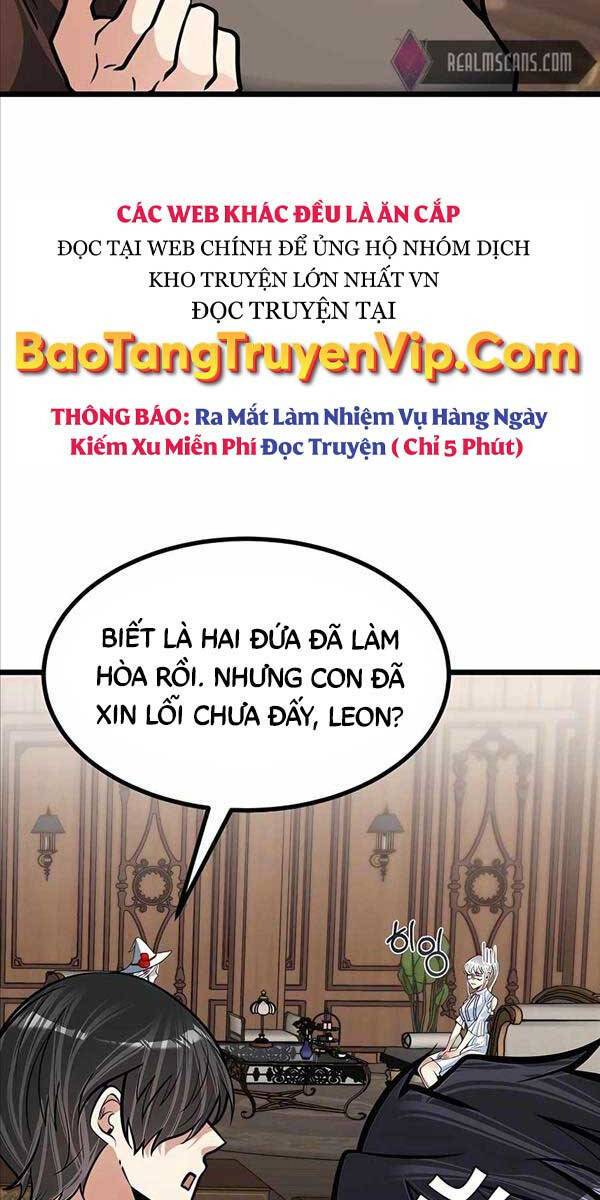 REALMSCANS.COM
CÁC WEB KHÁC ĐỀU LÀ ĂN CẮP
ĐỌC TẠI WEB CHÍNH ĐỂ ỦNG HỘ NHÓM DỊCH
KHO TRUYỆN LỚN NHẤT VN
ĐỌC TRUYỆN TẠI
BaoTangTruyenVip.Com
THÔNG BÁO: Ra Mắt Làm Nhiệm Vụ Hàng Ngày
Kiếm Xu Miễn Phí Đọc Truyện ( Chỉ 5 Phút)
BIẾT LÀ HAI ĐỨA ĐÃ LÀM
HÒA RỒI. NHƯNG CON ĐÃ
XIN LỖI CHƯA ĐẤY, LEON?